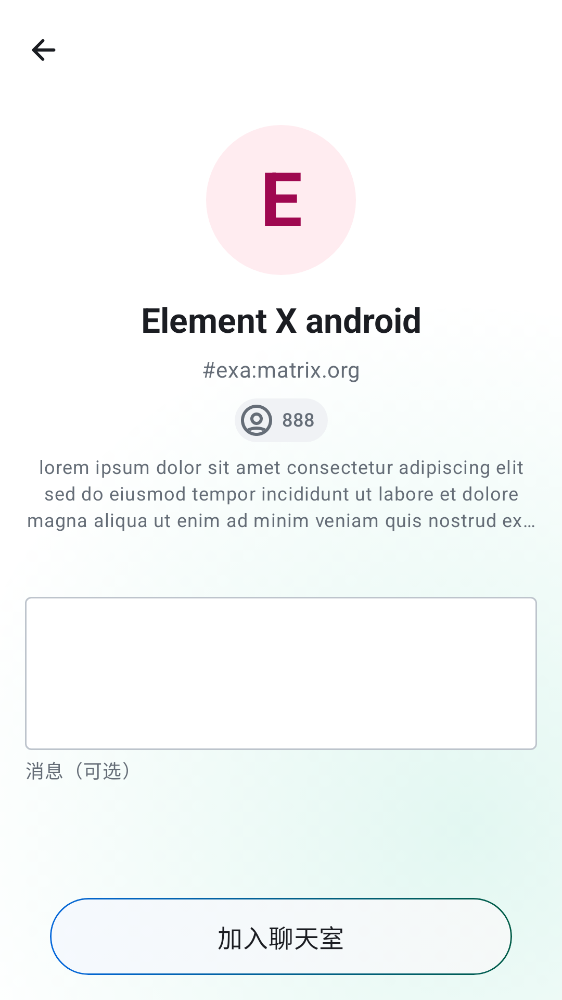 E
Element X android
#exa:matrix.org
888
lorem ipsum dolor sit amet consectetur adipiscing elit
sed do eiusmod tempor incididunt ut labore et dolore
magna aliqua ut enim ad minim veniam quis nostrud ex…
消息（可选）
加入聊天室